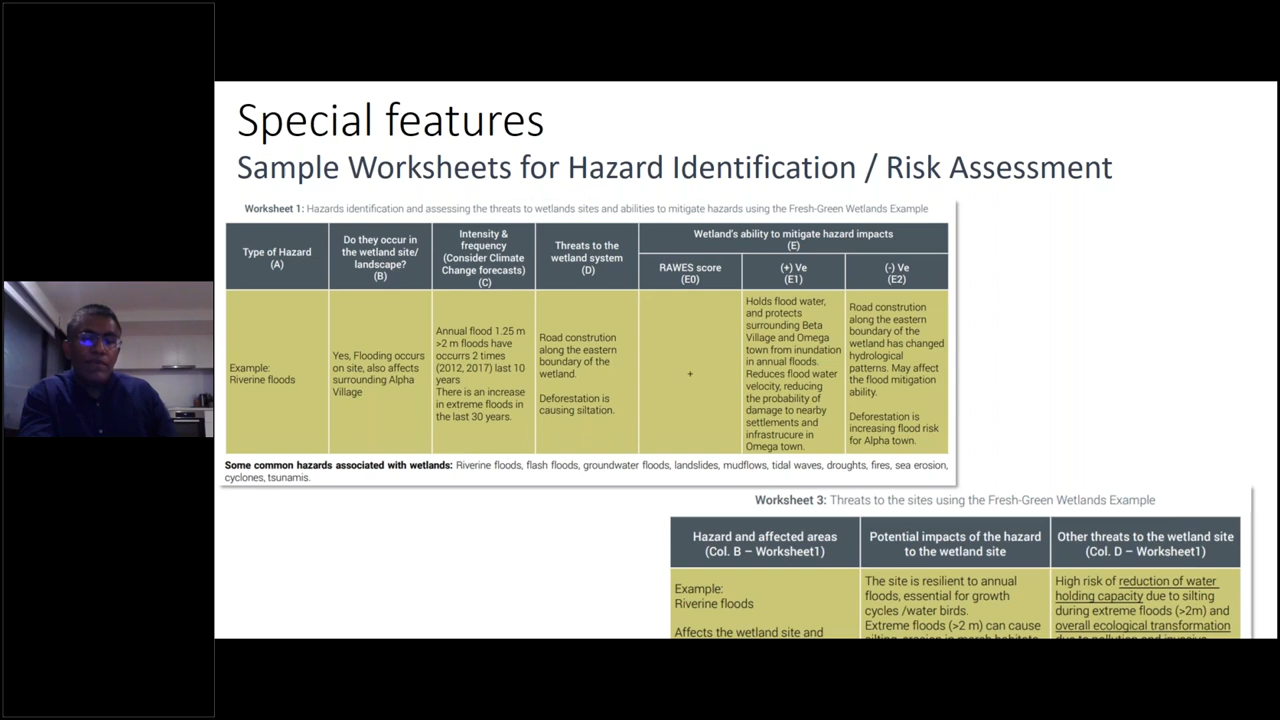 Special features
Sample Worksheets for Hazard Identification / Risk Assessment
Worksheet 1: Hazards identification and assessing the threats to wetlands sites and abilities to mitigate hazards using the Fresh-Green Wetlands Example
Type of Hazard
(A)
Do they occur in
the wetland site/
landscape?
(B)
Intensity &
frequency
(Consider Climate
Change forecasts)
(C)
Threats to the
wetland system
(D)
Wetland's ability to mitigate hazard impacts
(E)
RAWES score
(E0)
(+) Ve
(E1)
(-) Ve
(E2)
Example:
Riverine floods
Yes, Flooding occurs
on site, also affects
surrounding Alpha
Village
Annual flood 1.25 m
>2 m floods have
occurrs 2 times
(2012, 2017) last 10
years
There is an increase
in extreme floods in
the last 30 years.
Road constrution
along the eastern
boundary of the
wetland.
Deforestation is
causing siltation.
+
Holds flood water,
and protects
surrounding Beta
Village and Omega
town from inundation
in annual floods.
Reduces flood water
velocity, reducing
the probability of
damage to nearby
settlements and
infrastrucure in
Omega town.
Road constrution
along the eastern
boundary of the
wetland has changed
hydrological
patterns. May affect
the flood mitigation
ability.
Deforestation is
increasing flood risk
for Alpha town.
Some common hazards associated with wetlands: Riverine floods, flash floods, groundwater floods, landslides, mudflows, tidal waves, droughts, fires, sea erosion,
cyclones, tsunamis.
Worksheet 3: Threats to the sites using the Fresh-Green Wetlands Example
Hazard and affected areas
(Col. B – Worksheet1)
Potential impacts of the hazard
to the wetland site
Other threats to the wetland site
(Col. D – Worksheet1)
Example:
Riverine floods
Affects the wetland site and
The site is resilient to annual
floods, essential for growth
cycles /water birds.
Extreme floods (>2 m) can cause
High risk of reduction of water
holding capacity due to silting
during extreme floods (>2m) and
overall ecological transformation